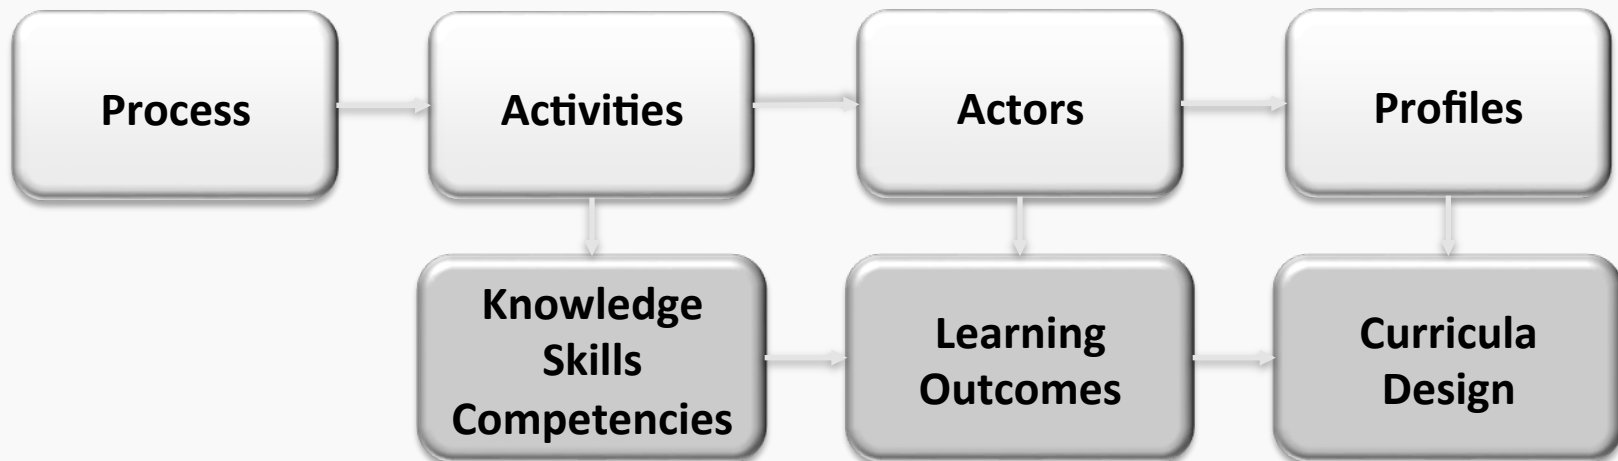 Process
Activities
Actors
Profiles
Knowledge
Skills
Competencies
Learning
Outcomes
Curricula
Design